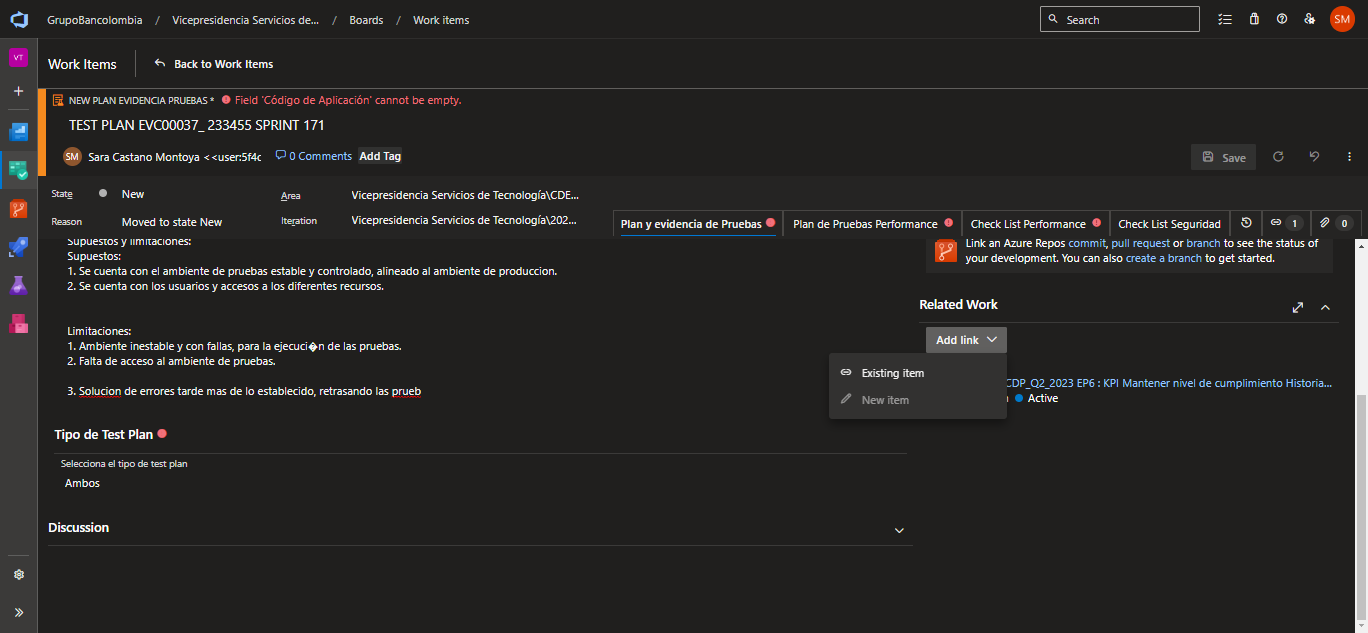 GrupoBancolombia / Vicepresidencia Servicios de... / Boards / Work items
Search
SM
VT
Work Items
Back to Work Items
NEW PLAN EVIDENCIA PRUEBAS * Field 'Código de Aplicación' cannot be empty.
TEST PLAN EVC00037_ 233455 SPRINT 171
SM Sara Castano Montoya < <user:5f4c 0 Comments Add Tag
Save
State New
Area Vicepresidencia Servicios de Tecnología\CDE...
Reason Moved to state New
Iteration Vicepresidencia Servicios de Tecnología\202...
Plan y evidencia de Pruebas Plan de Pruebas Performance Check List Performance Check List Seguridad 1 0
Supuestos y limitaciones:
Supuestos:
1. Se cuenta con el ambiente de pruebas estable y controlado, alineado al ambiente de produccion.
2. Se cuenta con los usuarios y accesos a los diferentes recursos.
Limitaciones:
1. Ambiente inestable y con fallas, para la ejecuci�n de las pruebas.
2. Falta de acceso al ambiente de pruebas.
3. Solucion de errores tarde mas de lo establecido, retrasando las prueb
Tipo de Test Plan
Selecciona el tipo de test plan
Ambos
Discussion
Link an Azure Repos commit, pull request or branch to see the status of
your development. You can also create a branch to get started.
Related Work
Add link
Existing item
New item
CDP_Q2_2023 EP6 : KPI Mantener nivel de cumplimiento Historia...
Active